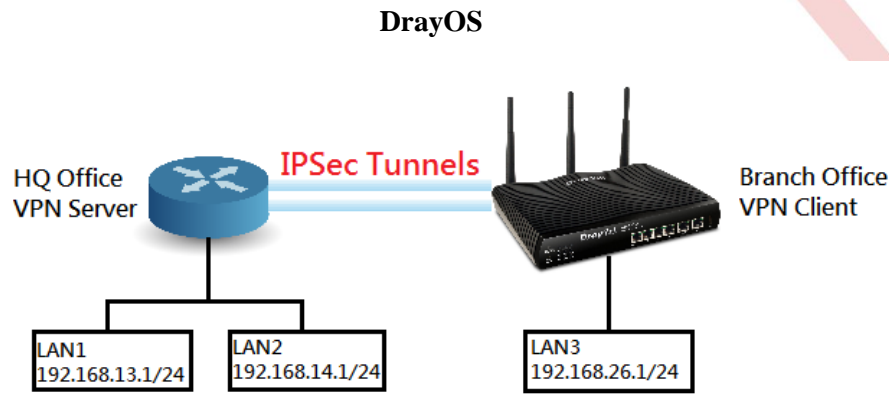 DrayOS
IPSec Tunnels
HQ Office
VPN Server
Branch Office
VPN Client
DrayTek
LAN1
192.168.13.1/24
LAN2
192.168.14.1/24
LAN3
192.168.26.1/24